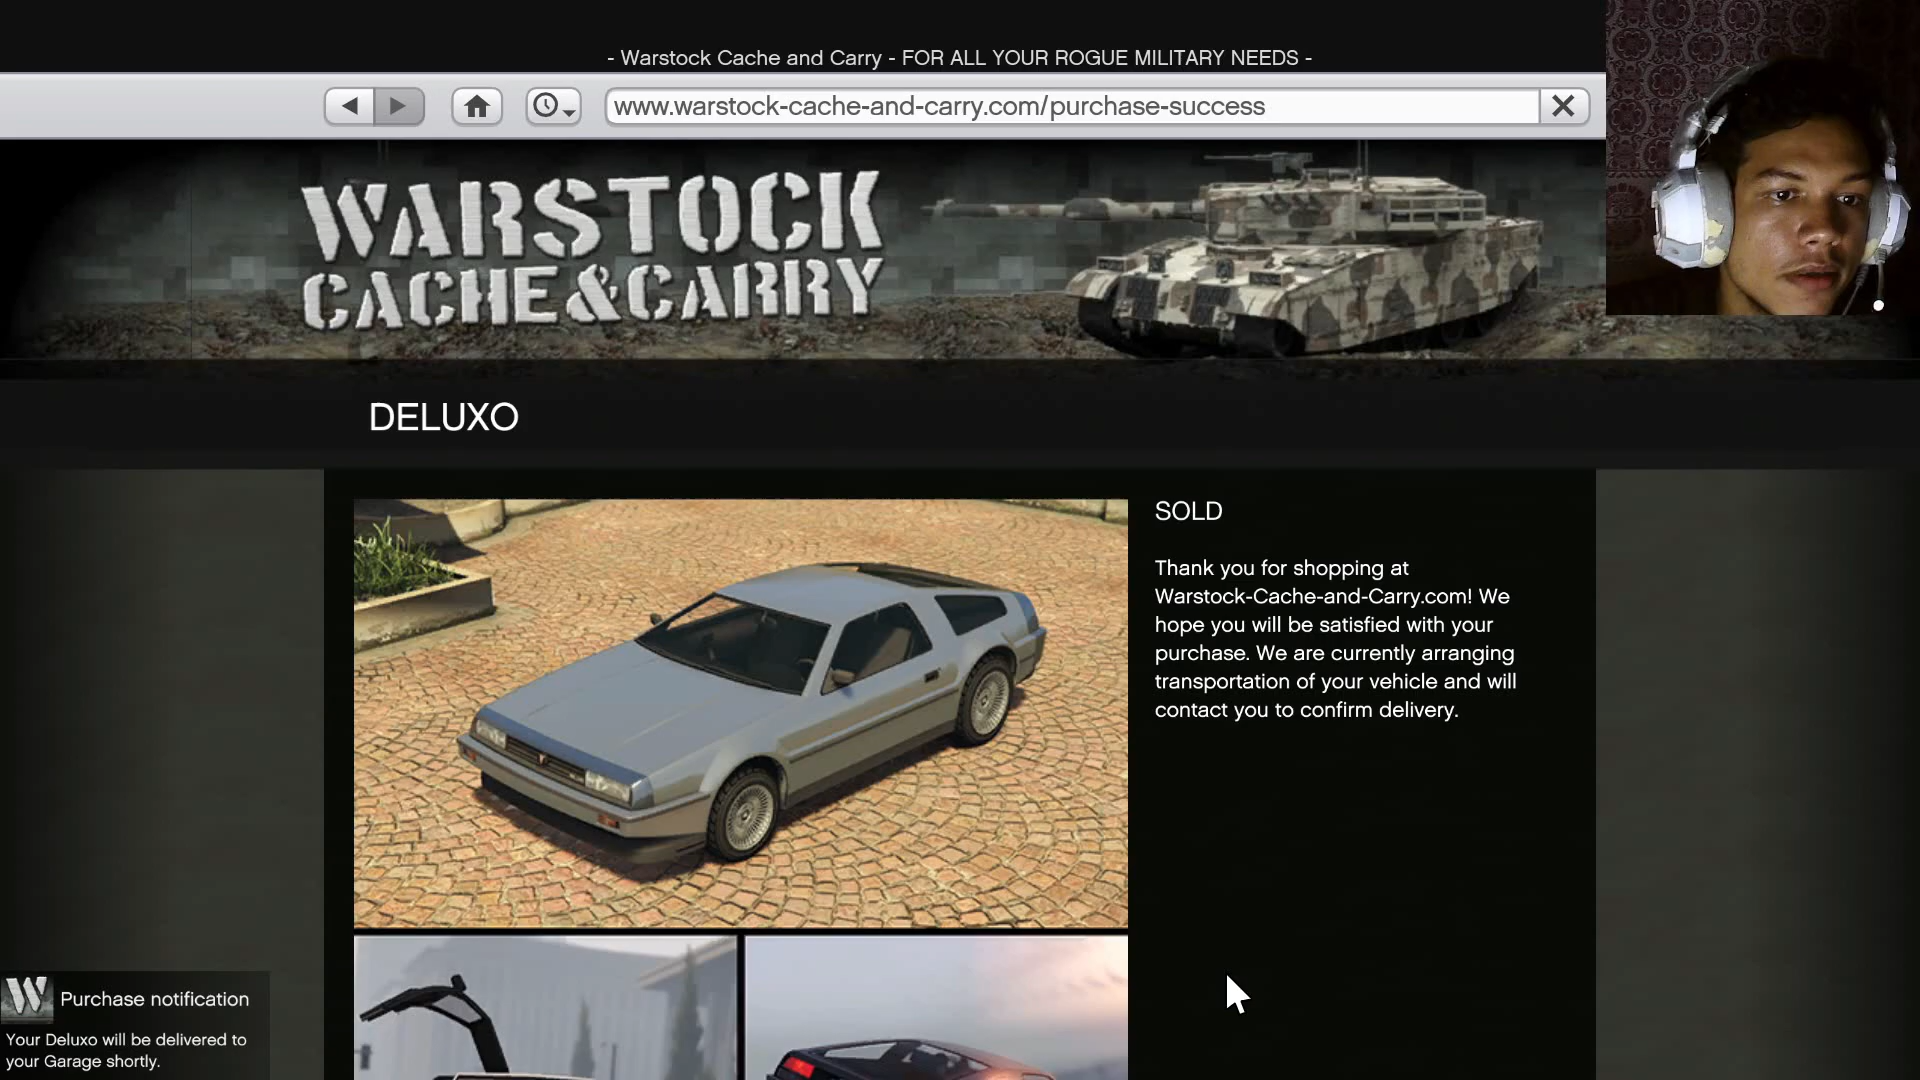 - Warstock Cache and Carry - FOR ALL YOUR ROGUE MILITARY NEEDS -
www.warstock-cache-and-carry.com/purchase-success
WARSTOCK
CACHE&CARRY
DELUXO
SOLD
Thank you for shopping at
Warstock-Cache-and-Carry.com! We
hope you will be satisfied with your
purchase. We are currently arranging
transportation of your vehicle and will
contact you to confirm delivery.
W
Purchase notification
Your Deluxo will be delivered to
your Garage shortly.